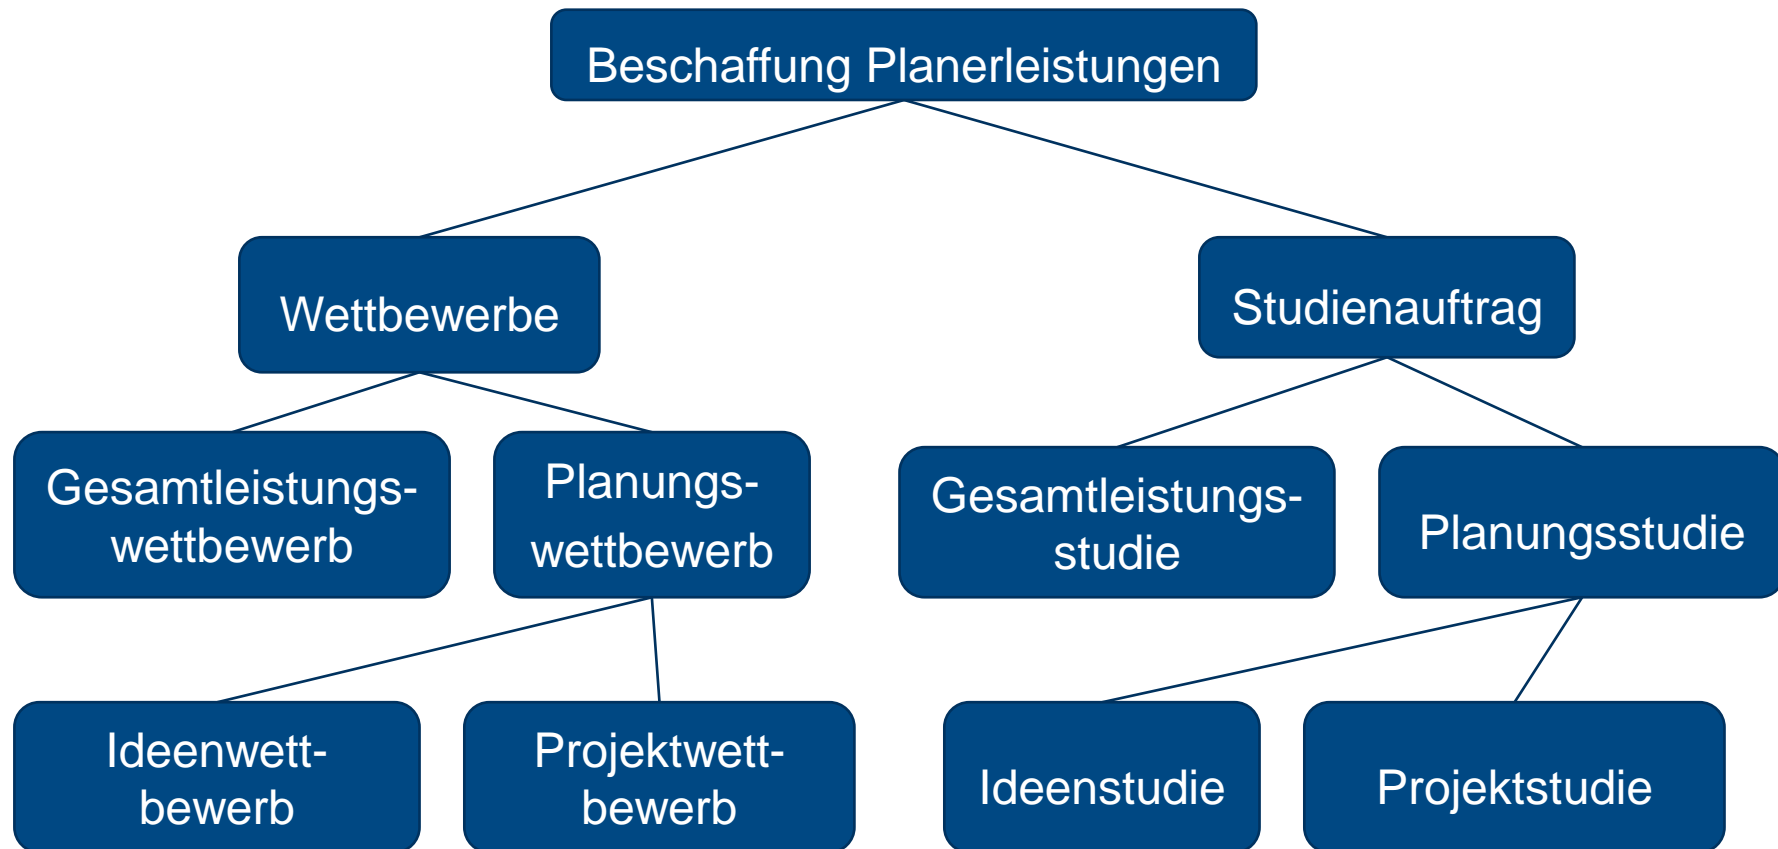 Beschaffung Planerleistungen
Wettbewerbe
Studienauftrag
Gesamtleistungs-
wettbewerb
Planungs-
wettbewerb
Gesamtleistungs-
studie
Planungsstudie
Ideenwett-
bewerb
Projektwett-
bewerb
Ideenstudie
Projektstudie